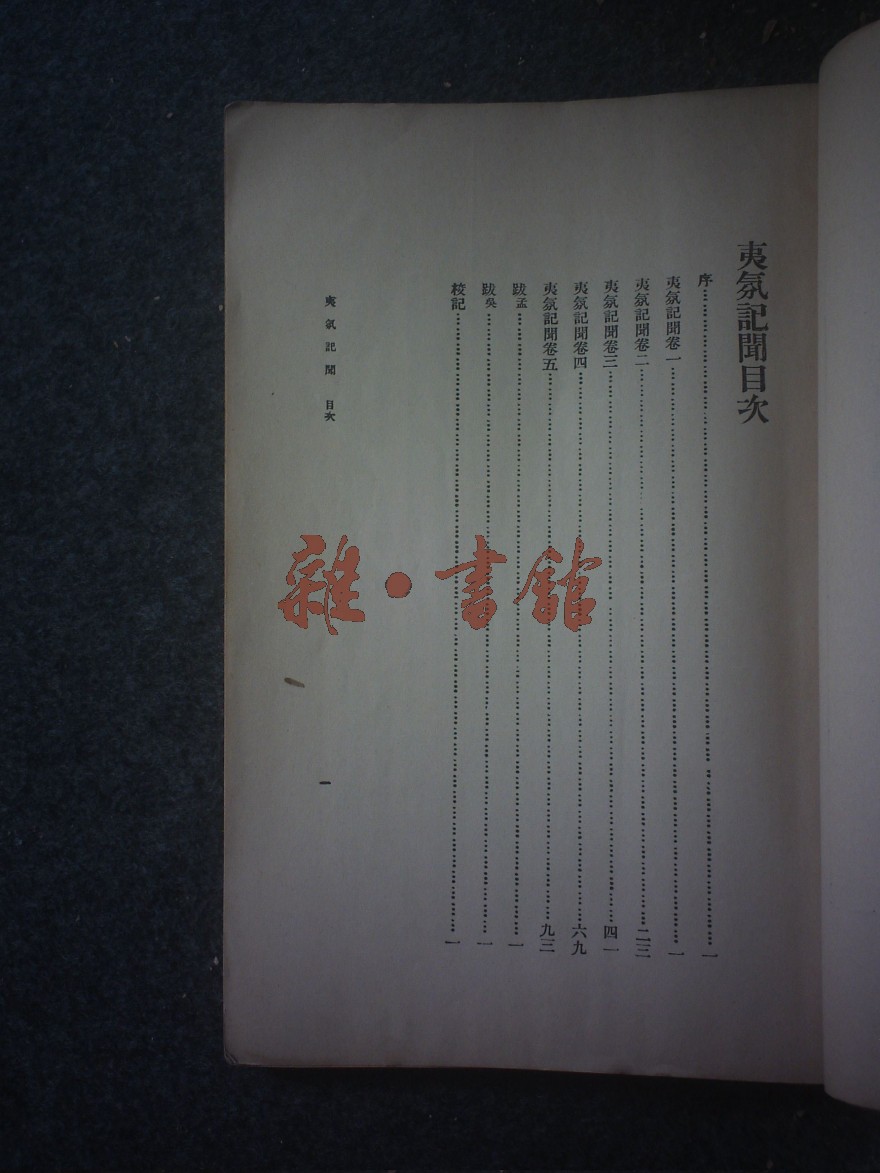 夷氛記聞目次
序……一
夷氛記聞卷一……一
夷氛記聞卷二……二三
夷氛記聞卷三……四一
夷氛記聞卷四……六九
夷氛記聞卷五……九三
跋孟……一
跋吳……一
校記……一
夷氛記聞 目次 一
雜·書館